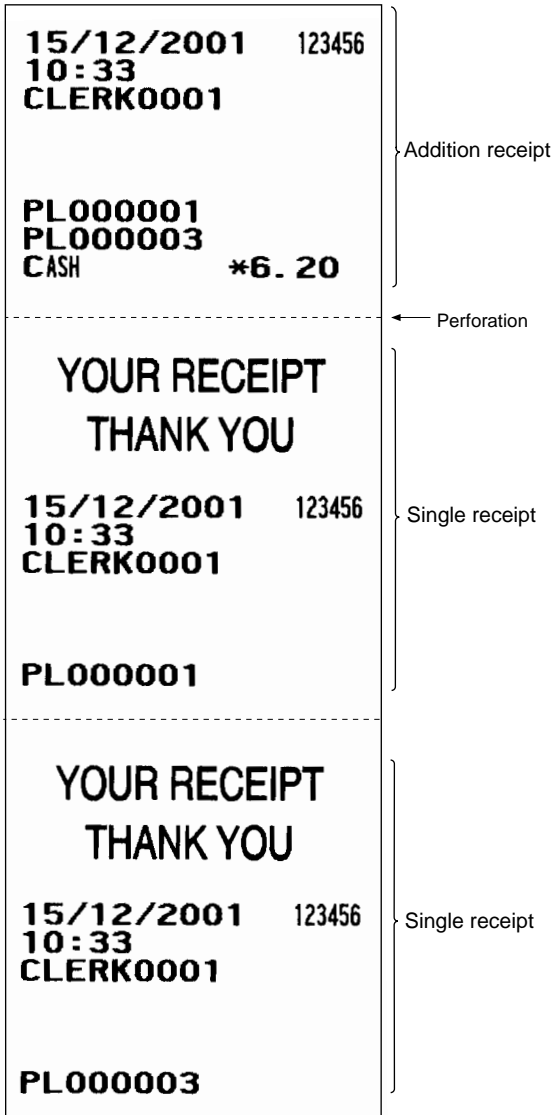 15/12/2001 123456
10:33
CLERK0001
Addition receipt
PL000001
PL000003
CASH *6.20
Perforation
YOUR RECEIPT
THANK YOU
15/12/2001 123456
10:33
CLERK0001
Single receipt
PL000001
YOUR RECEIPT
THANK YOU
15/12/2001 123456
10:33
CLERK0001
Single receipt
PL000003